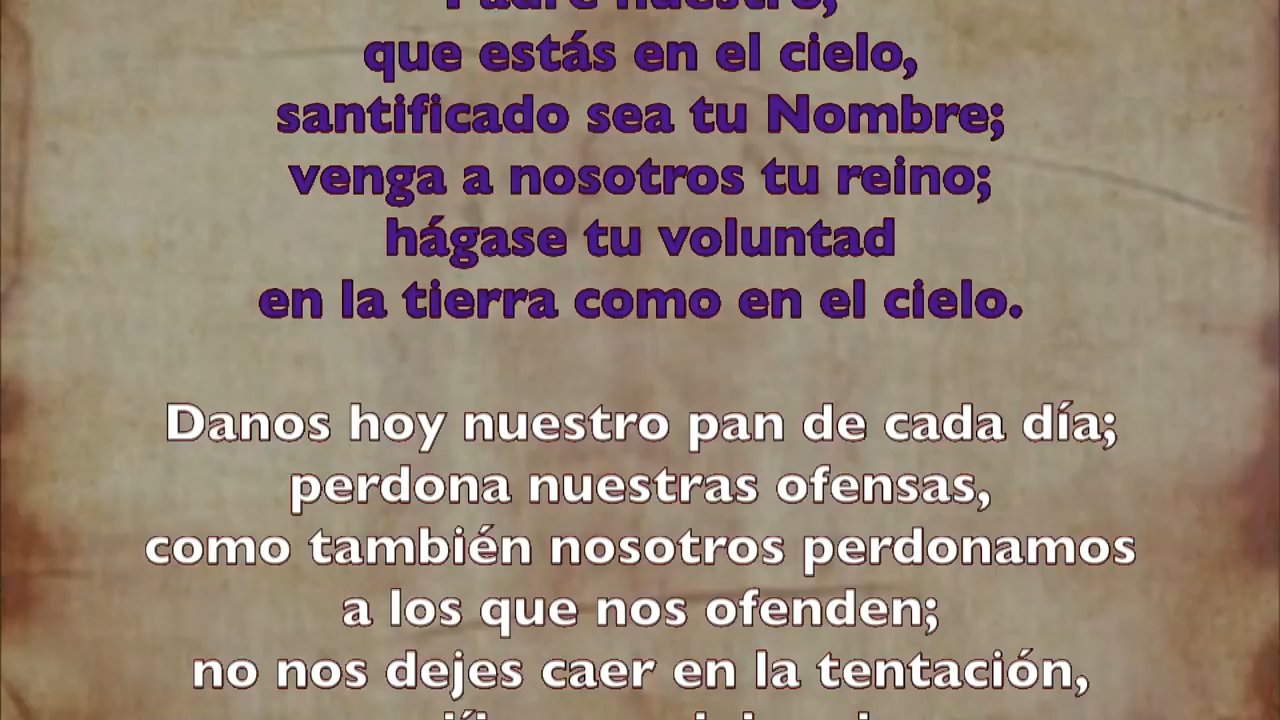 Padre nuestro,
que estás en el cielo,
santificado sea tu Nombre;
venga a nosotros tu reino;
hágase tu voluntad
en la tierra como en el cielo.
Danos hoy nuestro pan de cada día;
perdona nuestras ofensas,
como también nosotros perdonamos
a los que nos ofenden;
no nos dejes caer en la tentación,